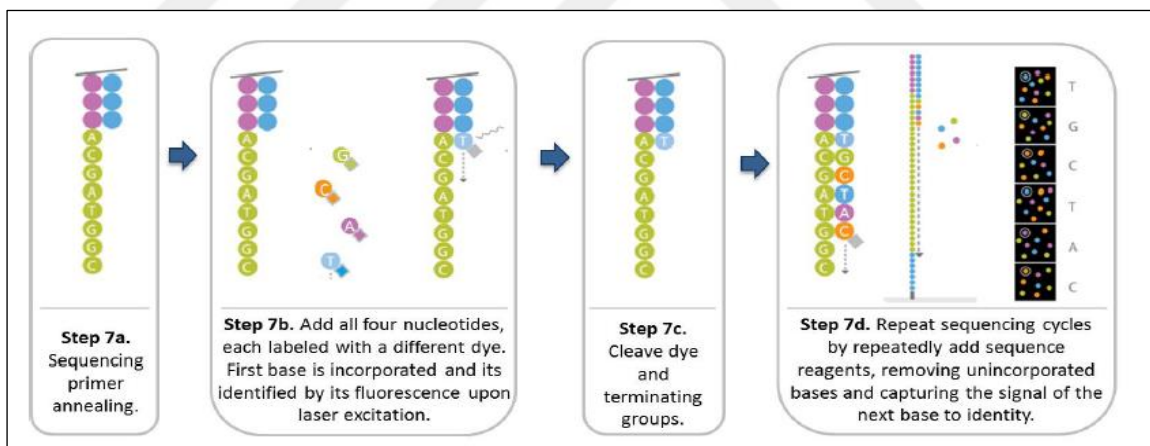 A
C
G
A
T
G
G
C
Step 7a.
Sequencing
primer
annealing.
A
C
G
A
T
G
G
C
G
C
A
T
T
A
C
G
A
T
G
G
C
Step 7b. Add all four nucleotides,
each labeled with a different dye.
First base is incorporated and its
identified by its fluorescence upon
laser excitation.
A T
C
G
A
T
G
G
C
Step 7c.
Cleave dye
and
terminating
groups.
A T
C G
G C
A T
T A
G C
G
C
T
G
C
T
A
C
Step 7d. Repeat sequencing cycles
by repeatedly add sequence
reagents, removing unincorporated
bases and capturing the signal of the
next base to identity.